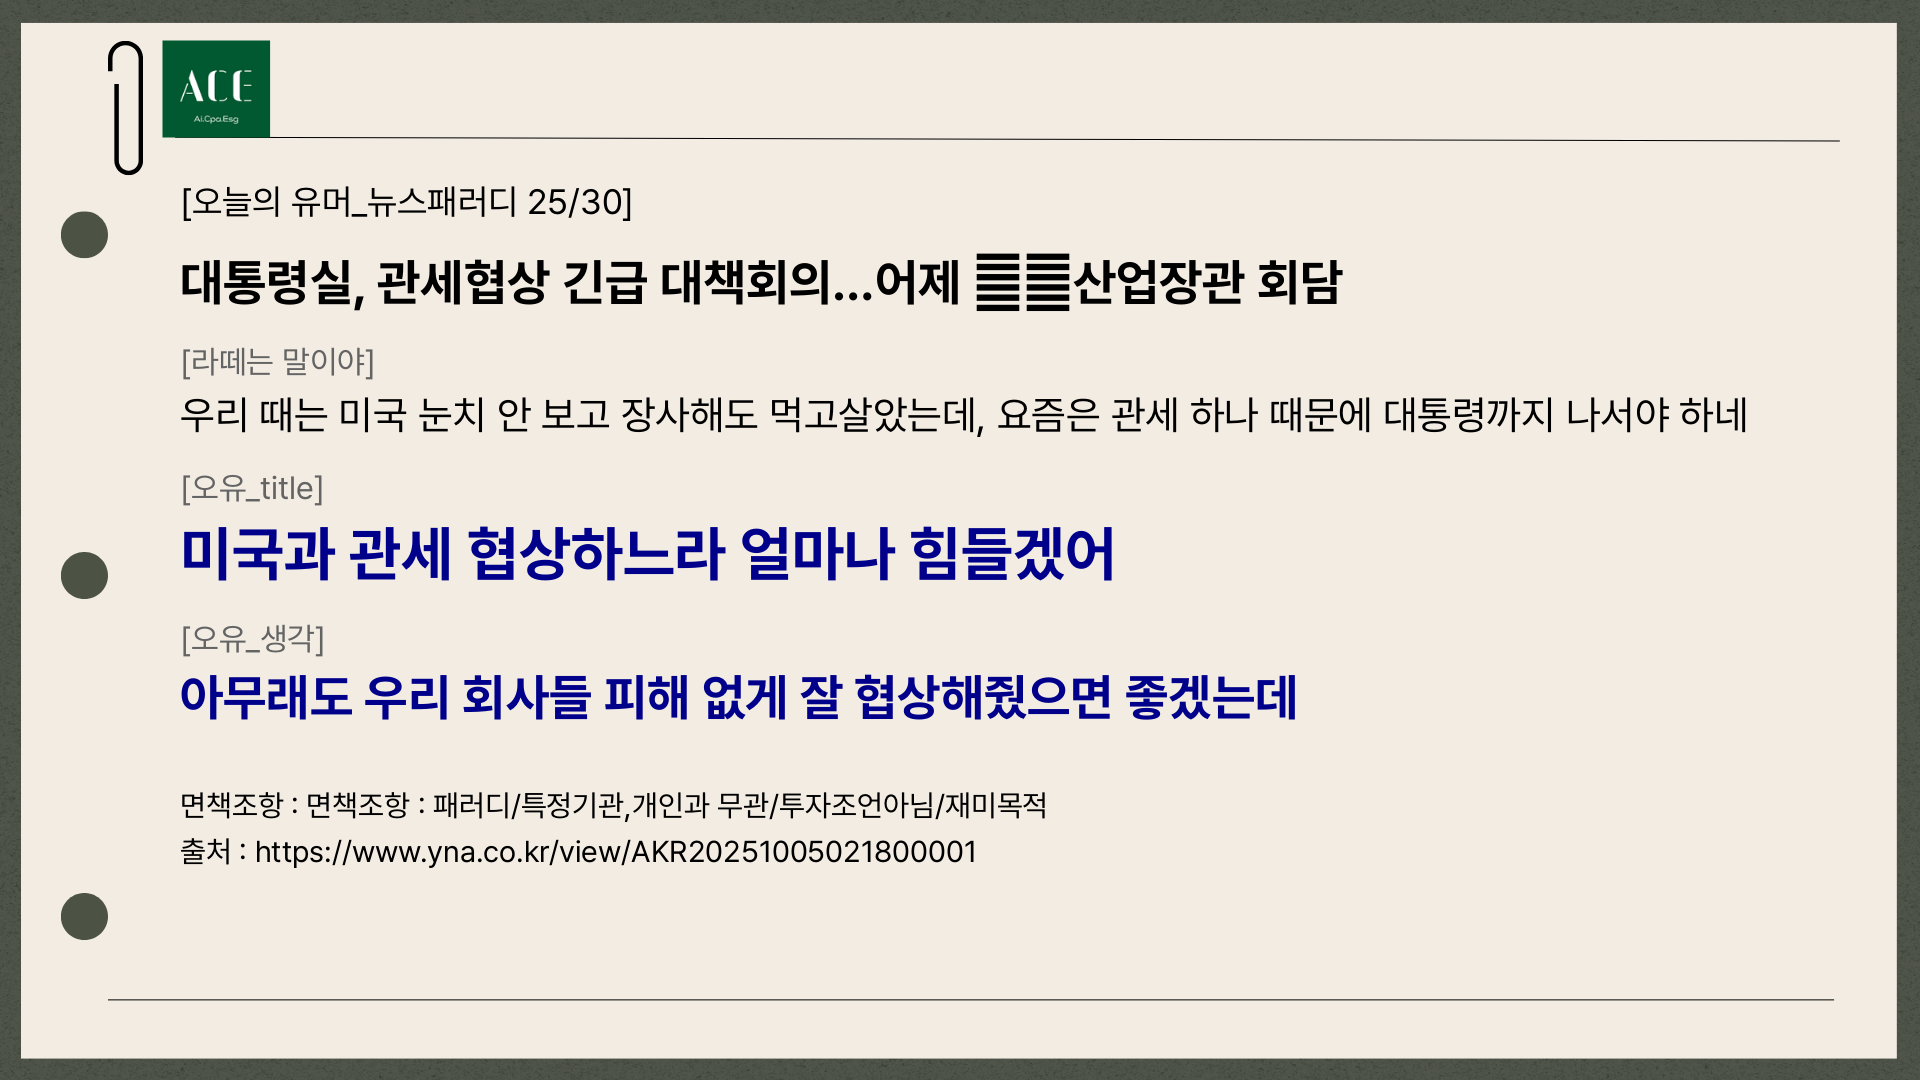 ACE
Ai.Cpa.Esg
[오늘의 유머_뉴스패러디 25/30]
대통령실, 관세협상 긴급 대책회의...어제 산업장관 회담
[라떼는 말이야]
우리 때는 미국 눈치 안 보고 장사해도 먹고살았는데, 요즘은 관세 하나 때문에 대통령까지 나서야 하네
[오유_title]
미국과 관세 협상하느라 얼마나 힘들겠어
[오유_생각]
아무래도 우리 회사들 피해 없게 잘 협상해줬으면 좋겠는데
면책조항 : 면책조항 : 패러디/특정기관,개인과 무관/투자조언아님/재미목적
출처 : https://www.yna.co.kr/view/AKR20251005021800001